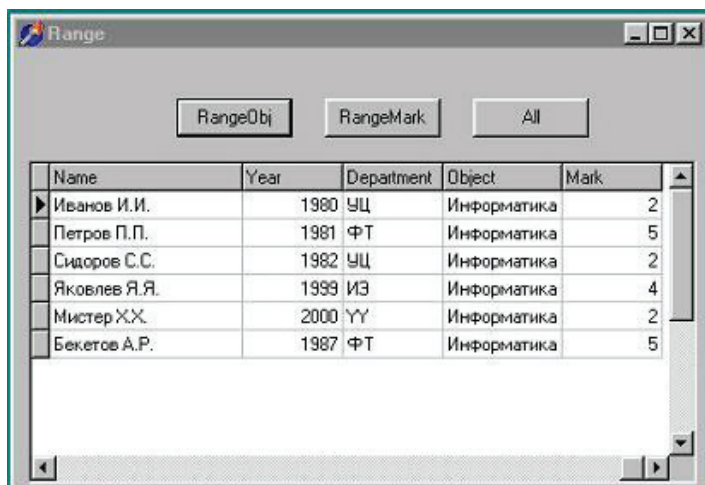 Range
RangeObj RangeMark All
Name Year Department Object Mark
Иванов И.И. 1980 УЦ Информатика 2
Петров П.П. 1981 ФТ Информатика 5
Сидоров С.С. 1982 УЦ Информатика 2
Яковлев Я.Я. 1999 ИЭ Информатика 4
Мистер Х.Х. 2000 YY Информатика 2
Бекетов А.Р. 1987 ФТ Информатика 5